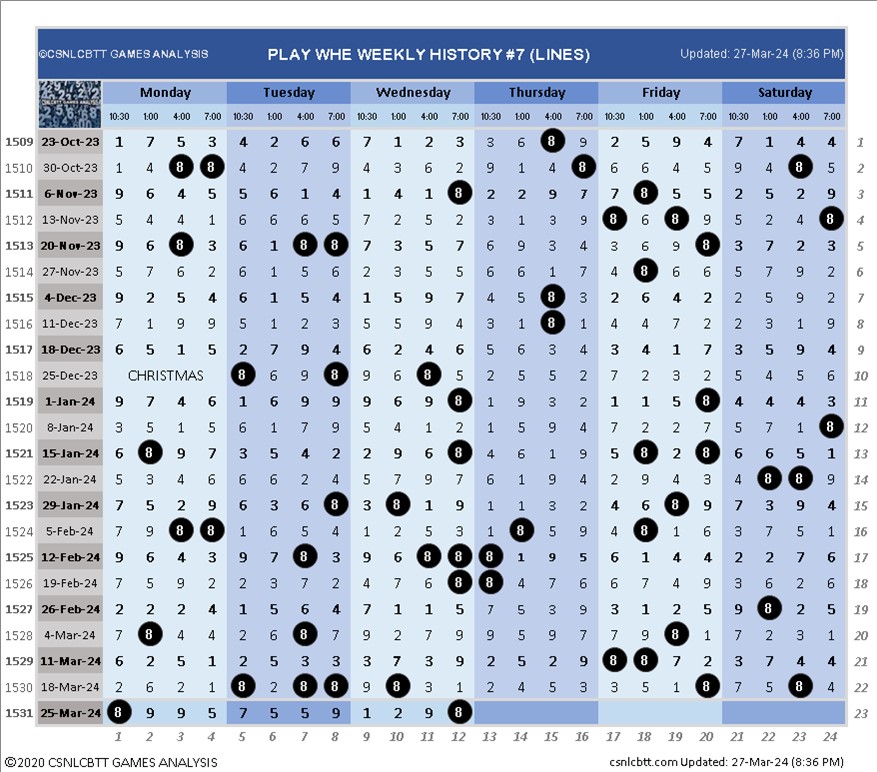 ©CSNLCBTT GAMES ANALYSIS PLAY WHE WEEKLY HISTORY #7 (LINES) Updated: 27-Mar-24 (8:36 PM)
Monday Tuesday Wednesday Thursday Friday Saturday
10:30 1:00 4:00 7:00 10:30 1:00 4:00 7:00 10:30 1:00 4:00 7:00 10:30 1:00 4:00 7:00 10:30 1:00 4:00 7:00 10:30 1:00 4:00 7:00
1509 23-Oct-23 1 7 5 3 4 2 6 6 7 1 2 3 3 6 8 9 2 5 9 4 7 1 4 4 1
1510 30-Oct-23 1 4 8 8 4 2 7 9 4 3 6 2 9 1 4 8 6 6 4 5 9 4 8 5 2
1511 6-Nov-23 9 6 4 5 5 6 1 4 1 4 1 8 2 2 9 7 7 8 5 5 2 5 2 9 3
1512 13-Nov-23 5 4 4 1 6 6 6 5 7 2 5 2 3 1 3 9 8 6 8 9 5 2 4 8 4
1513 20-Nov-23 9 6 8 3 6 1 8 8 7 3 5 7 6 9 3 4 3 6 9 8 3 7 2 3 5
1514 27-Nov-23 5 7 6 2 6 1 5 6 2 3 5 5 6 6 1 7 4 8 6 6 5 7 9 2 6
1515 4-Dec-23 9 2 5 4 6 1 5 4 1 5 9 7 4 5 8 3 2 6 4 2 2 5 9 2 7
1516 11-Dec-23 7 1 9 9 5 1 2 3 5 5 9 4 3 1 8 1 4 4 7 2 2 3 1 9 8
1517 18-Dec-23 6 5 1 5 2 7 9 4 6 2 4 6 5 6 3 4 3 4 1 7 3 5 9 4 9
1518 25-Dec-23 CHRISTMAS 8 6 9 8 9 6 8 5 2 5 5 2 7 2 3 2 5 4 5 6 10
1519 1-Jan-24 9 7 4 6 1 6 9 9 9 6 9 8 1 9 3 2 1 1 5 8 4 4 4 3 11
1520 8-Jan-24 3 5 1 5 6 1 7 9 5 4 1 2 1 5 9 4 7 2 2 7 5 7 1 8 12
1521 15-Jan-24 6 8 9 7 3 5 4 2 2 9 6 8 4 6 1 9 5 8 2 8 6 6 5 1 13
1522 22-Jan-24 5 3 4 6 6 2 2 4 5 7 9 7 6 1 9 4 2 9 4 3 4 8 8 9 14
1523 29-Jan-24 7 5 2 9 6 3 6 8 3 8 1 9 1 1 3 2 4 6 8 9 7 3 9 4 15
1524 5-Feb-24 7 9 8 8 1 6 5 4 1 2 5 3 1 8 5 9 4 8 1 6 3 7 5 4 16
1525 12-Feb-24 9 6 4 3 9 7 8 3 9 6 8 8 8 1 9 5 6 1 4 4 2 2 7 6 17
1526 19-Feb-24 7 5 9 2 2 3 7 2 4 7 6 8 8 1 7 5 6 7 4 9 3 6 2 6 18
1527 26-Feb-24 2 2 2 4 1 5 6 4 7 1 1 5 7 5 3 9 3 1 2 5 9 8 2 5 19
1528 4-Mar-24 7 8 4 4 2 6 8 7 9 2 7 9 9 5 9 7 7 9 8 1 7 2 3 1 20
1529 11-Mar-24 6 2 5 1 2 5 3 3 3 7 3 9 2 5 2 9 8 8 7 2 3 7 4 4 21
1530 18-Mar-24 2 6 2 1 8 2 8 8 9 8 3 1 2 4 5 3 3 5 1 8 7 5 8 4 22
1531 25-Mar-24 8 9 9 5 7 5 5 9 1 2 9 8 23
1 2 3 4 5 6 7 8 9 10 11 12 13 14 15 16 17 18 19 20 21 22 23 24
©2020 CSNLCBTT GAMES ANALYSIS csnlcbtt.com Updated: 27-Mar-24 (8:36 PM)